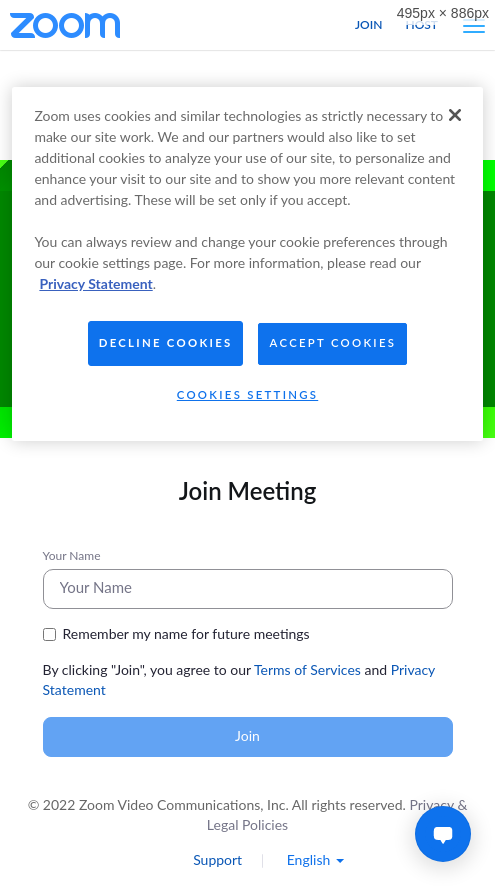 zoom
JOIN
HOST
495px × 886px
Zoom uses cookies and similar technologies as strictly necessary to
make our site work. We and our partners would also like to set
additional cookies to analyze your use of our site, to personalize and
enhance your visit to our site and to show you more relevant content
and advertising. These will be set only if you accept.
You can always review and change your cookie preferences through
our cookie settings page. For more information, please read our
Privacy Statement.
DECLINE COOKIES
ACCEPT COOKIES
COOKIES SETTINGS
Join Meeting
Your Name
Your Name
Remember my name for future meetings
By clicking "Join", you agree to our Terms of Services and Privacy
Statement
Join
© 2022 Zoom Video Communications, Inc. All rights reserved. Privacy &
Legal Policies
Support
English